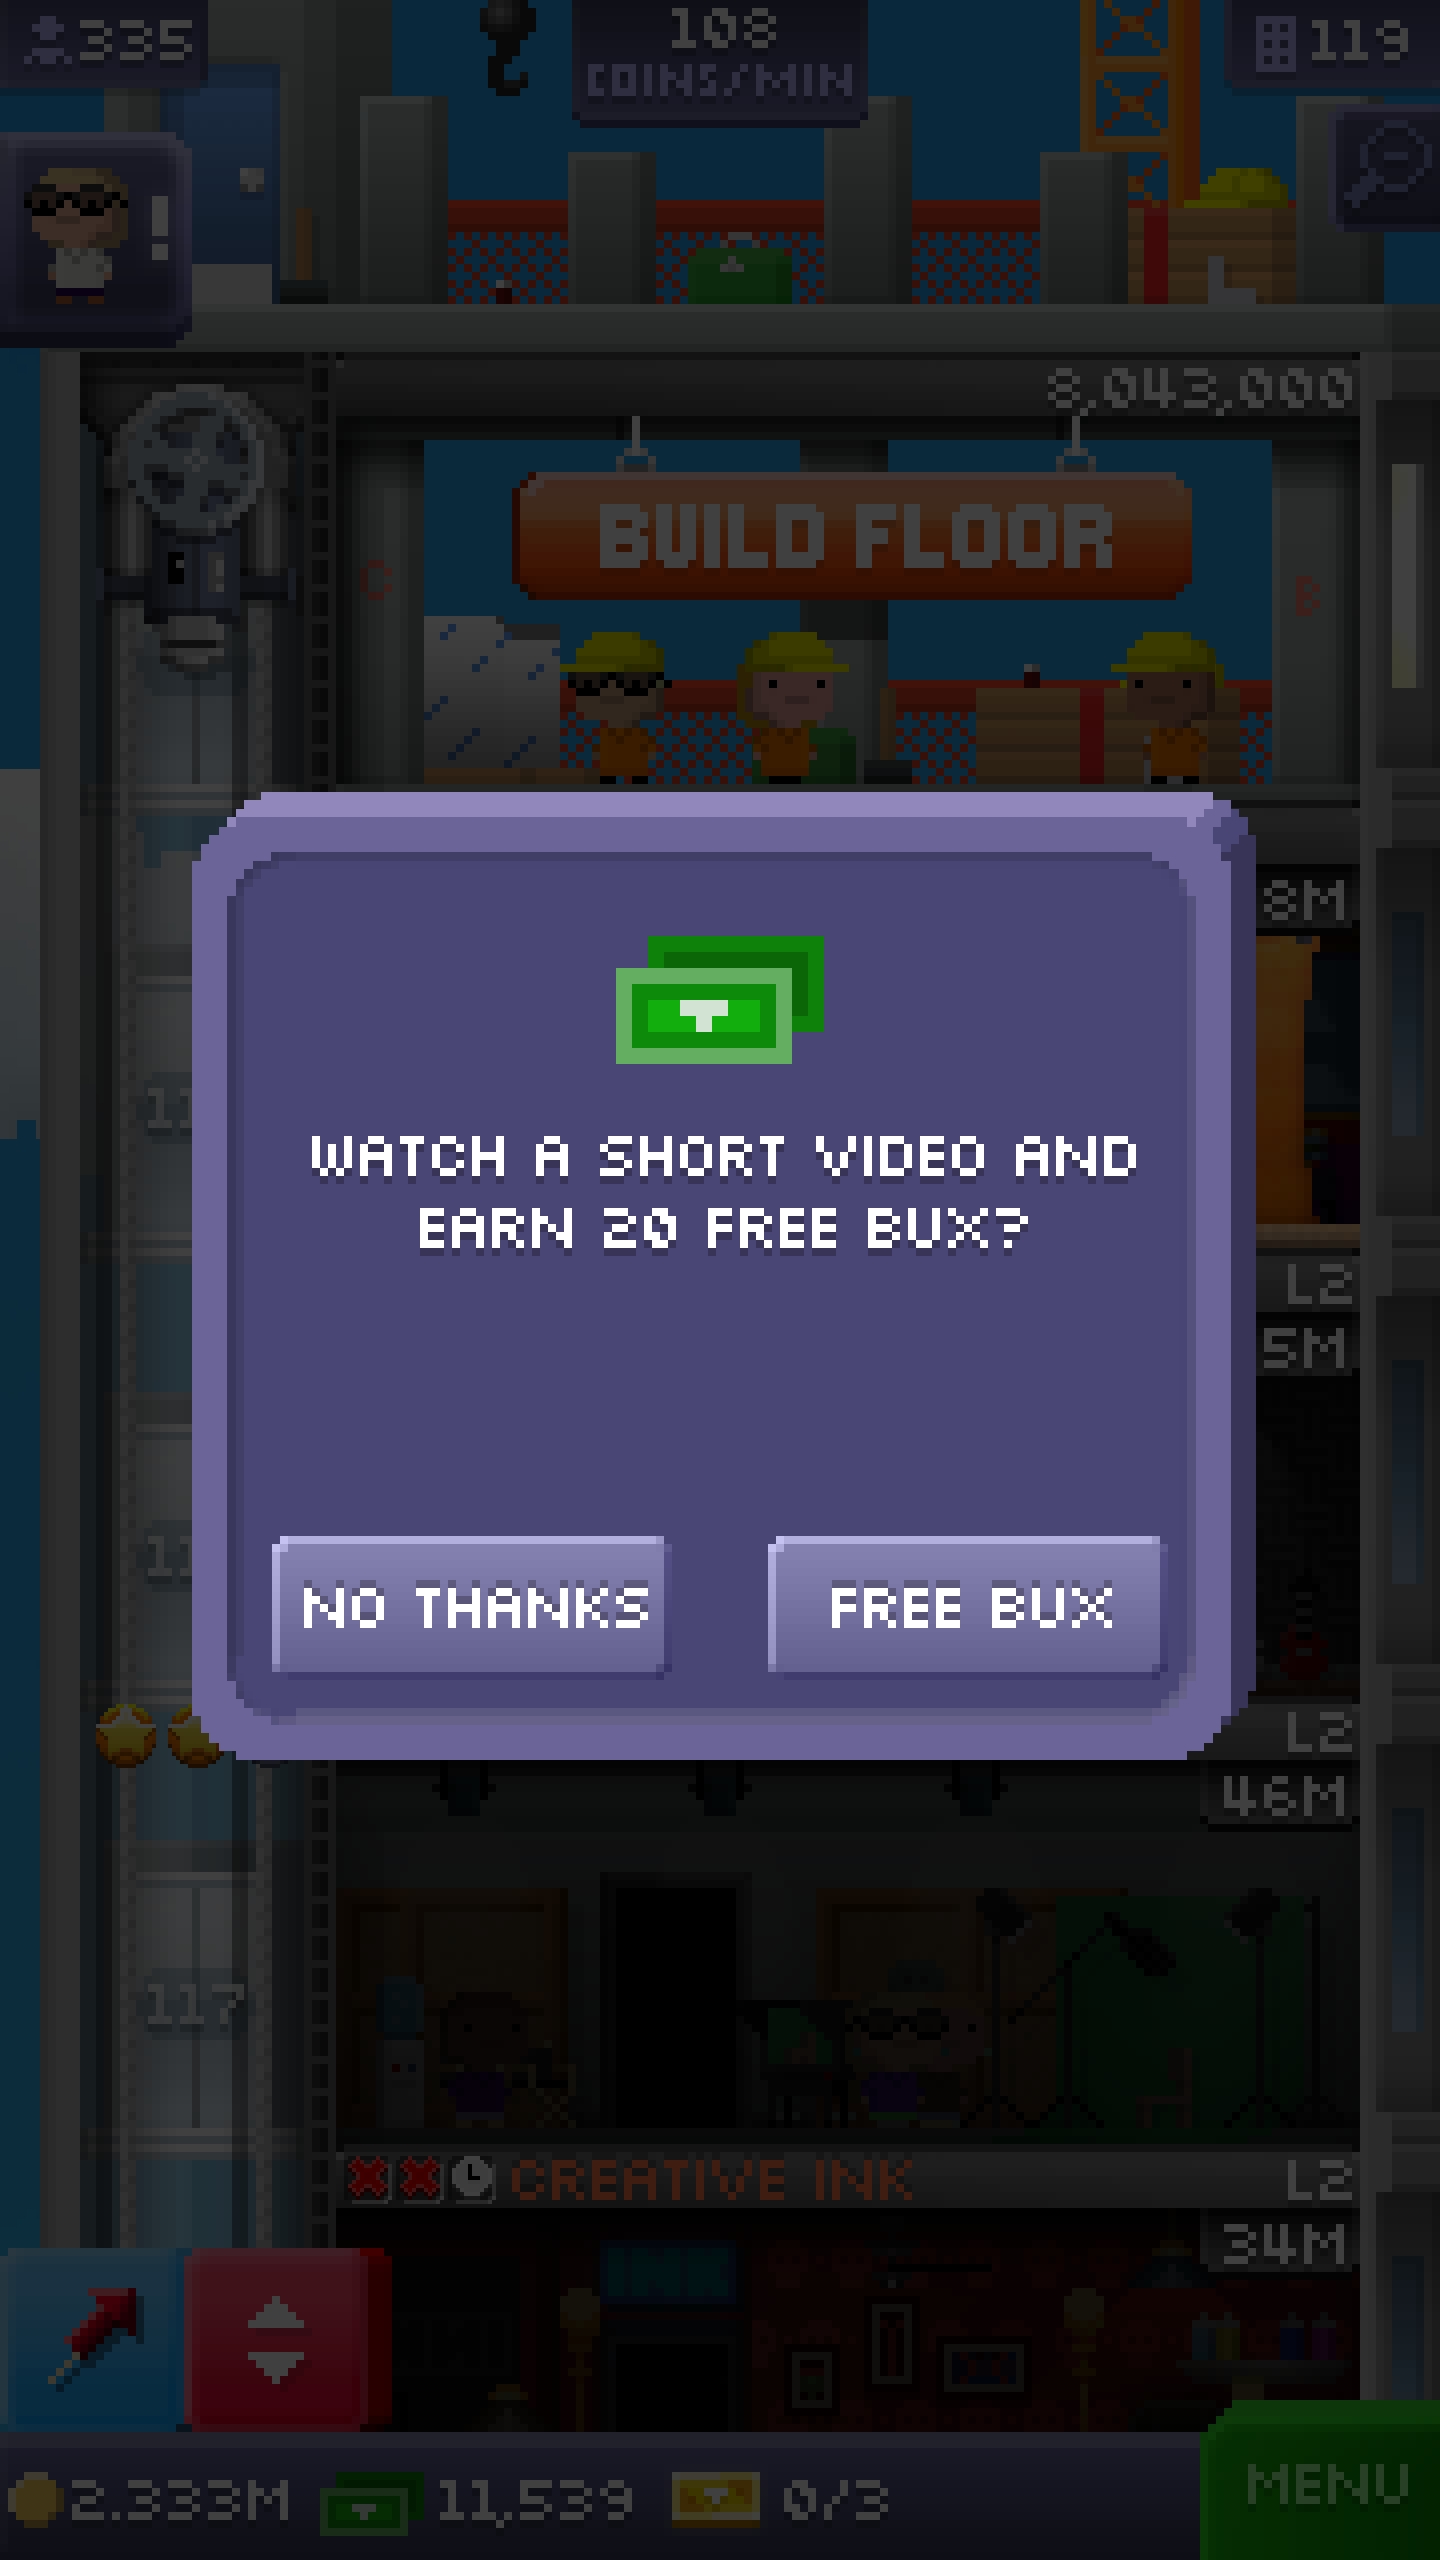 335
108
COINS/MIN
119
!
8,043,000
BUILD FLOOR
C
B
8M
WATCH A SHORT VIDEO AND
EARN 20 FREE BUX?
L2
5M
NO THANKS
FREE BUX
L2
46M
117
CREATIVE INK
L2
34M
INK
2.333M
11,539
0/3
MENU